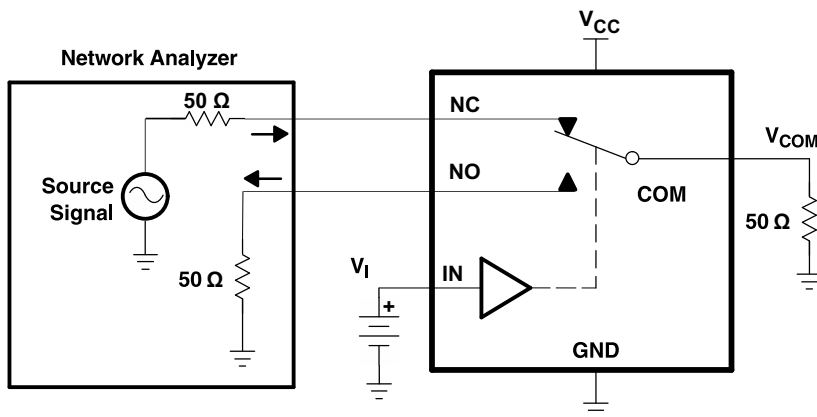 V_CC
Network Analyzer
50 Ω
NC
V_COM
Source
Signal
NO
COM
50 Ω
50 Ω
V_I
IN
+
GND